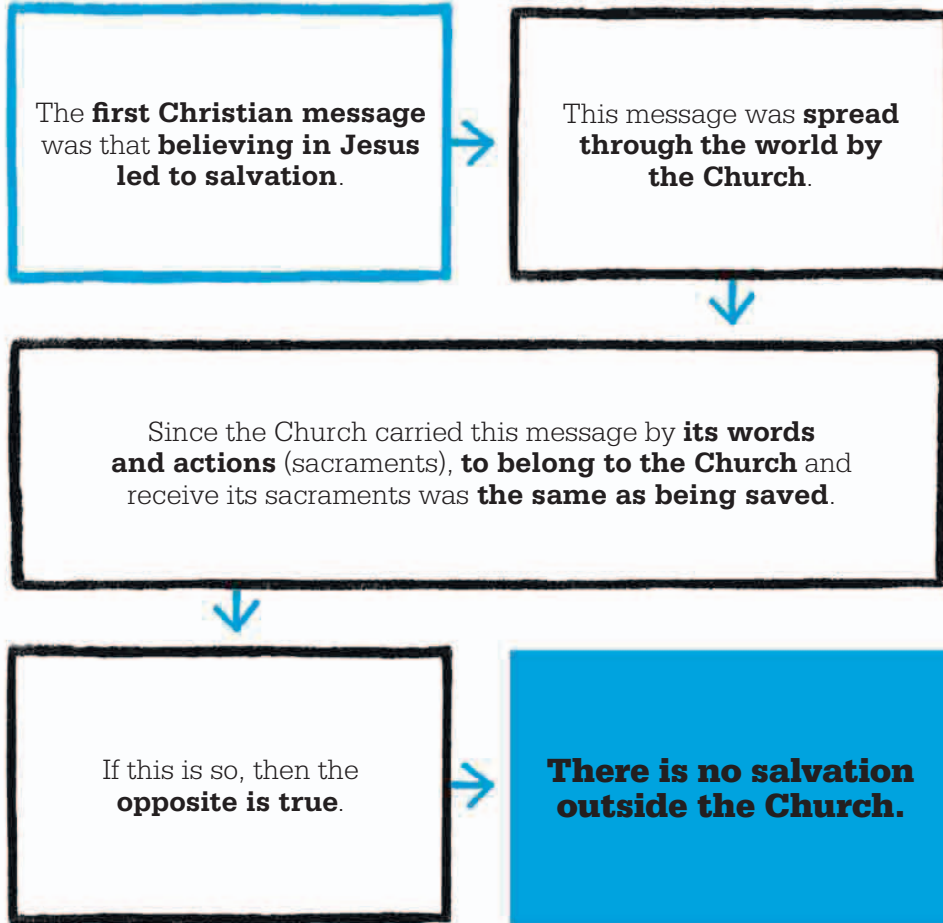 The first Christian message
was that believing in Jesus
led to salvation.
This message was spread
through the world by
the Church.
Since the Church carried this message by its words
and actions (sacraments), to belong to the Church and
receive its sacraments was the same as being saved.
If this is so, then the
opposite is true.
There is no salvation
outside the Church.